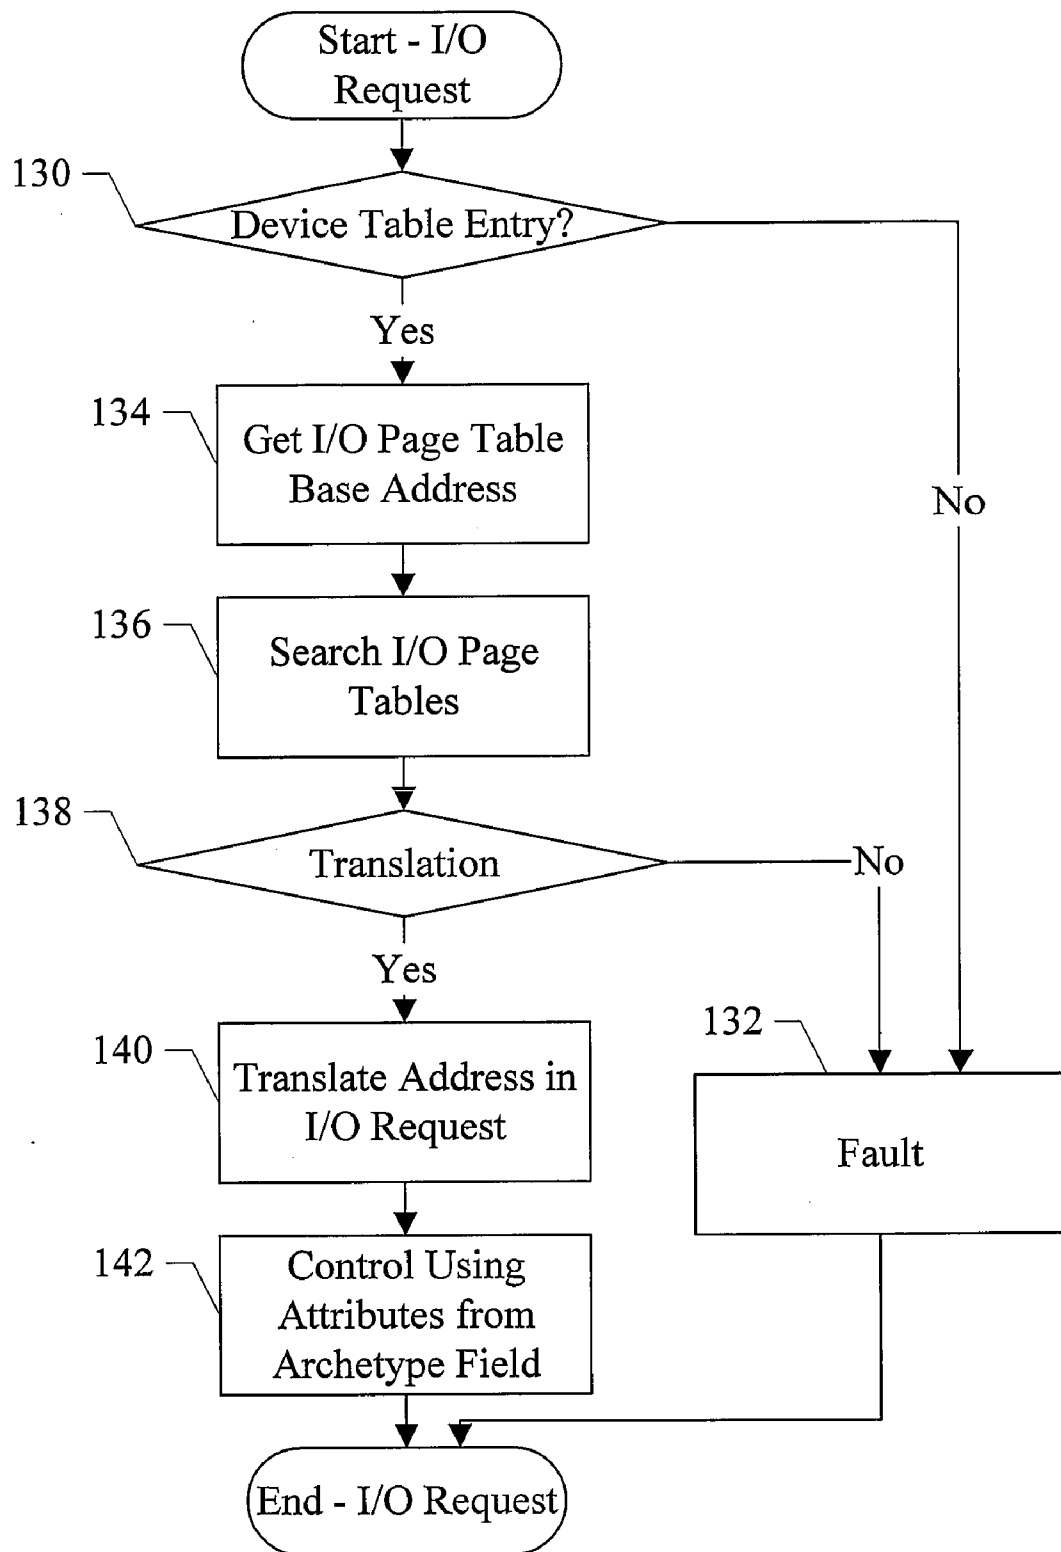 Start - I/O
Request
130
Device Table Entry?
Yes
No
134
Get I/O Page Table
Base Address
136
Search I/O Page
Tables
138
Translation
No
Yes
140
Translate Address in
I/O Request
132
Fault
142
Control Using
Attributes from
Archetype Field
End - I/O Request